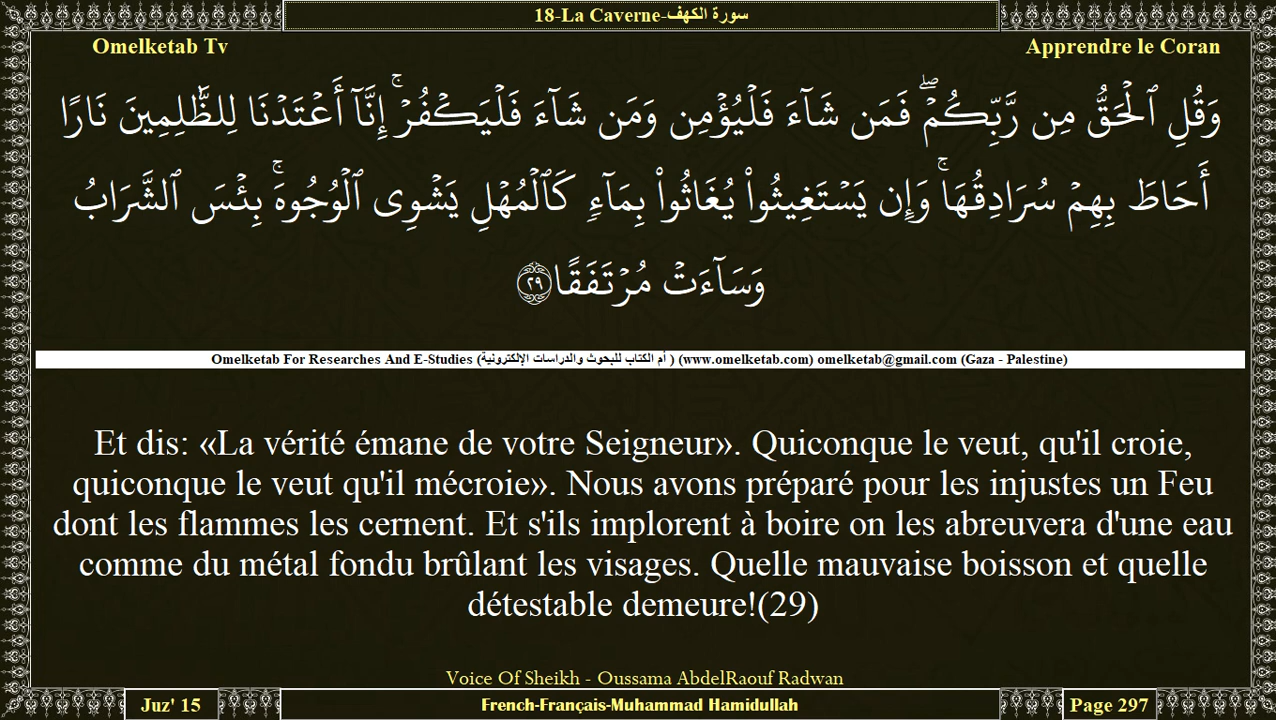 18-La Caverne-سورة الكهف
Omelketab Tv
Apprendre le Coran
وَقُلِ ٱلْحَقُّ مِن رَّبِّكُمْ ۖ فَمَن شَآءَ فَلْيُؤْمِن وَمَن شَآءَ فَلْيَكْفُرْ ۚ إِنَّآ أَعْتَدْنَا لِلظَّٰلِمِينَ نَارًا
أَحَاطَ بِهِمْ سُرَادِقُهَا ۚ وَإِن يَسْتَغِيثُوا۟ يُغَاثُوا۟ بِمَآءٍ كَٱلْمُهْلِ يَشْوِى ٱلْوُجُوهَ ۚ بِئْسَ ٱلشَّرَابُ
وَسَآءَتْ مُرْتَفَقًا ٢٩
Omelketab For Researches And E-Studies (أم الكتاب للبحوث والدراسات الإلكترونية ) (www.omelketab.com) omelketab@gmail.com (Gaza - Palestine)
Et dis: «La vérité émane de votre Seigneur». Quiconque le veut, qu'il croie,
quiconque le veut qu'il mécroie». Nous avons préparé pour les injustes un Feu
dont les flammes les cernent. Et s'ils implorent à boire on les abreuvera d'une eau
comme du métal fondu brûlant les visages. Quelle mauvaise boisson et quelle
détestable demeure!(29)
Voice Of Sheikh - Oussama AbdelRaouf Radwan
Juz' 15
French-Français-Muhammad Hamidullah
Page 297